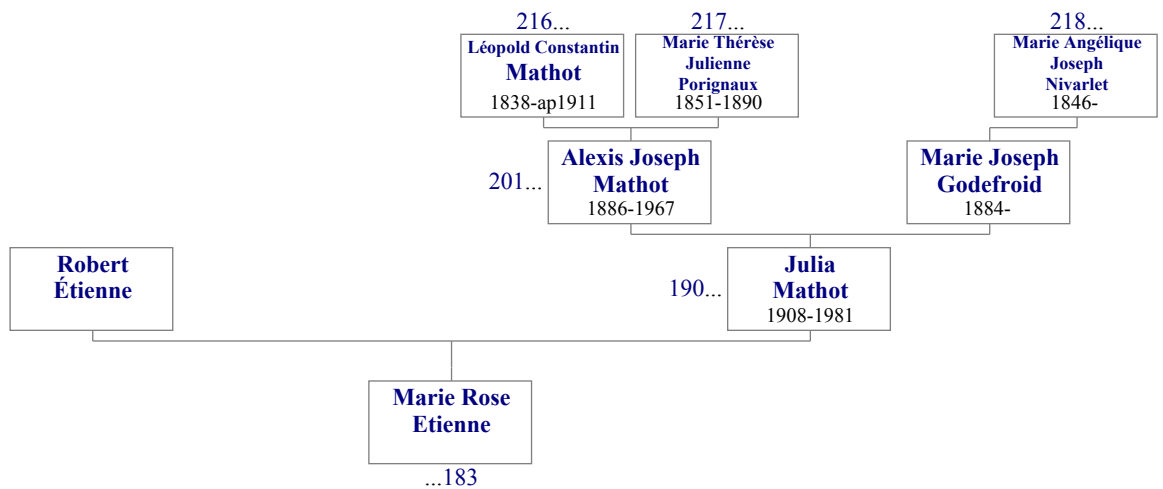 216...
217...
218...
Léopold Constantin
Mathot
1838-ap1911
Marie Thérèse
Julienne
Porignaux
1851-1890
Marie Angélique
Joseph
Nivarlet
1846-
201...
Alexis Joseph
Mathot
1886-1967
Marie Joseph
Godefroid
1884-
Robert
Étienne
190...
Julia
Mathot
1908-1981
Marie Rose
Etienne
...183